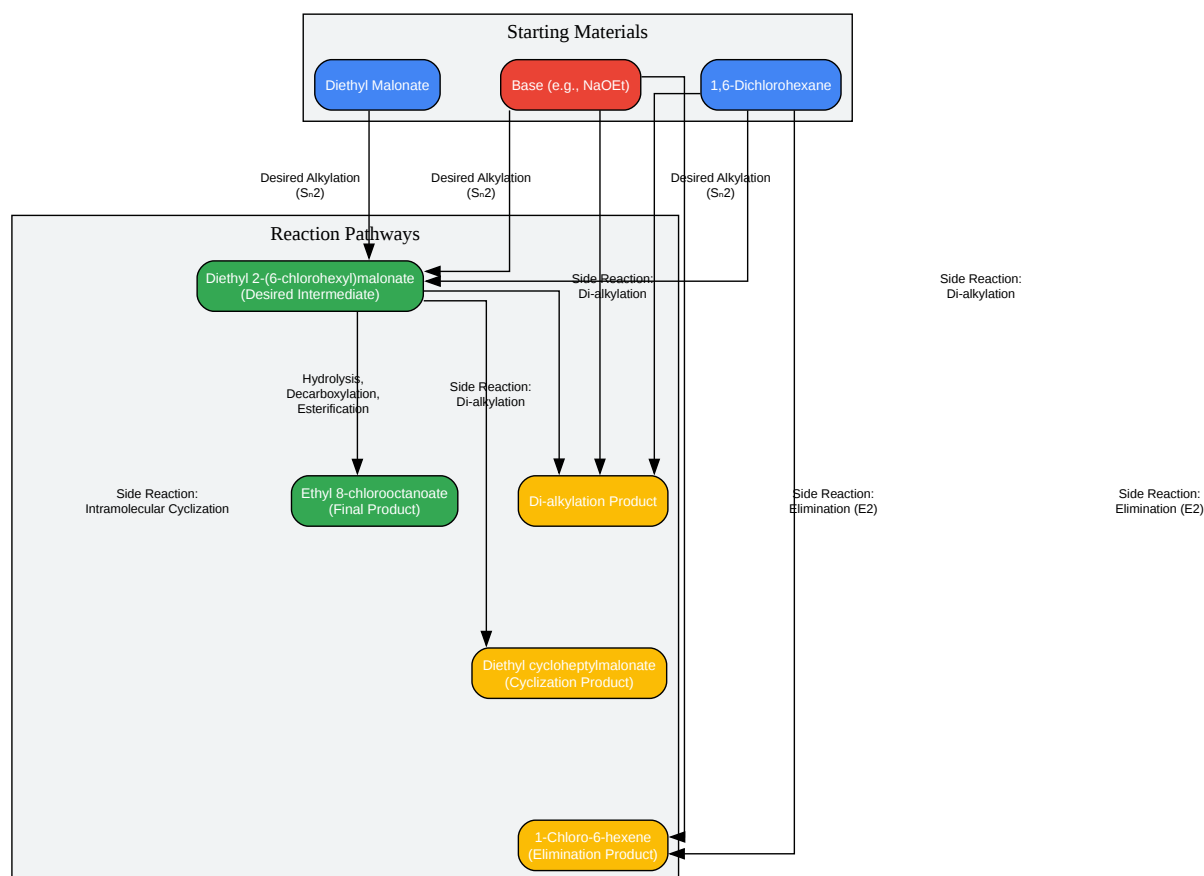 Starting Materials
Diethyl Malonate
Base (e.g., NaOEt)
1,6-Dichlorohexane
Desired Alkylation
(Sₙ2)
Desired Alkylation
(Sₙ2)
Desired Alkylation
(Sₙ2)
Reaction Pathways
Diethyl 2-(6-chlorohexyl)malonate
(Desired Intermediate)
Side Reaction:
Di-alkylation
Side Reaction:
Di-alkylation
Hydrolysis,
Decarboxylation,
Esterification
Side Reaction:
Di-alkylation
Side Reaction:
Intramolecular Cyclization
Ethyl 8-chlorooctanoate
(Final Product)
Di-alkylation Product
Side Reaction:
Elimination (E2)
Side Reaction:
Elimination (E2)
Diethyl cycloheptylmalonate
(Cyclization Product)
1-Chloro-6-hexene
(Elimination Product)